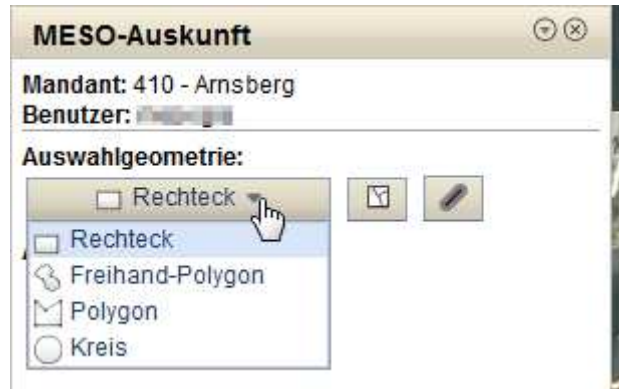 MESO-Auskunft
Mandant: 410 - Arnsberg
Benutzer:
Auswahlgeometrie:
Rechteck
Rechteck
Freihand-Polygon
Polygon
Kreis